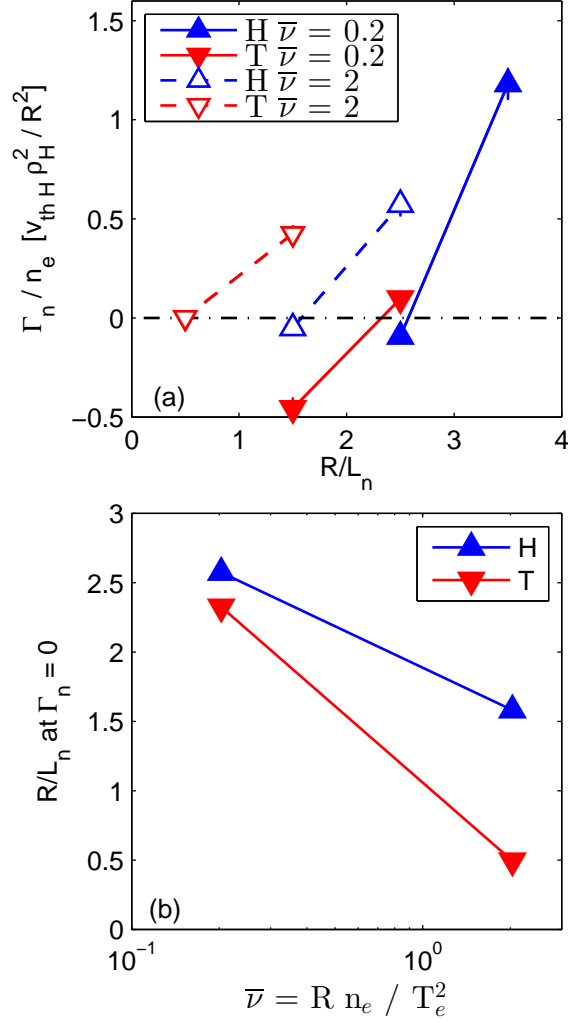 H ν̅ = 0.2
T ν̅ = 0.2
H ν̅ = 2
T ν̅ = 2
1.5
1
0.5
0
−0.5
Γn / ne [vth H ρH² / R²]
(a)
0 1 2 3 4
R/Ln
3
2.5
2
1.5
1
0.5
0
R/Ln at Γn = 0
H
T
(b)
10⁻¹ 10⁰
ν̅ = R ne / Te²